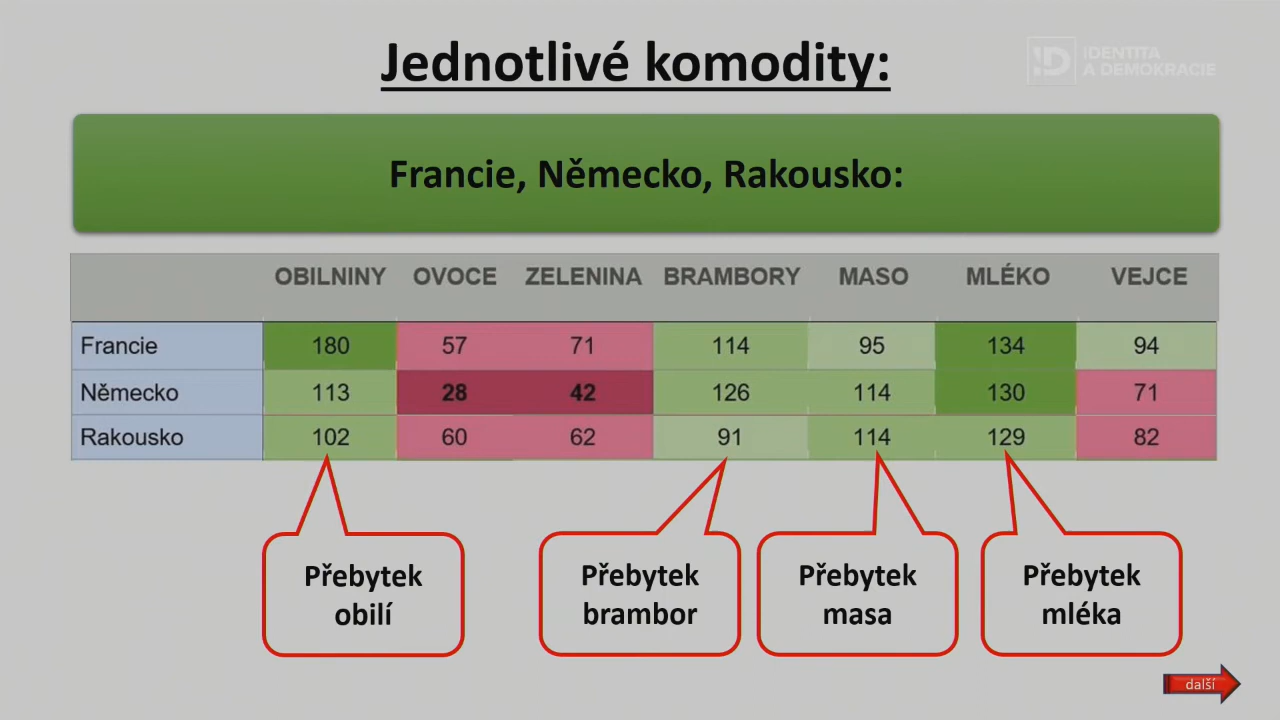 Jednotlivé komodity:
ID IDENTITA
A DEMOKRACIE
Francie, Německo, Rakousko:
OBILNINY OVOCE ZELENINA BRAMBORY MASO MLÉKO VEJCE
Francie 180 57 71 114 95 134 94
Německo 113 28 42 126 114 130 71
Rakousko 102 60 62 91 114 129 82
Přebytek
obilí
Přebytek
brambor
Přebytek
masa
Přebytek
mléka
další